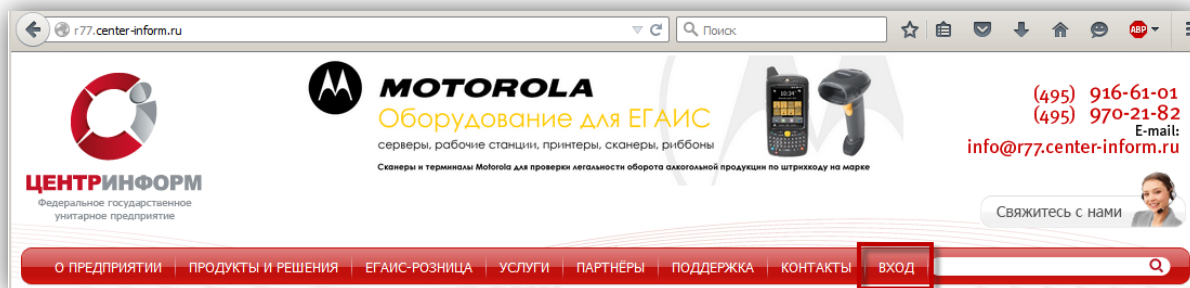 r77.center-inform.ru
Поиск
ABP
MOTOROLA
Оборудование для ЕГАИС
серверы, рабочие станции, принтеры, сканеры, риббоны
Сканеры и терминалы Motorola для проверки легальности оборота алкогольной продукции по штрихкоду на марке
10:34
(495) 916-61-01
(495) 970-21-82
E-mail:
info@r77.center-inform.ru
ЦЕНТРИНФОРМ
Федеральное государственное
унитарное предприятие
Свяжитесь с нами
О ПРЕДПРИЯТИИ ПРОДУКТЫ И РЕШЕНИЯ ЕГАИС-РОЗНИЦА УСЛУГИ ПАРТНЁРЫ ПОДДЕРЖКА КОНТАКТЫ ВХОД